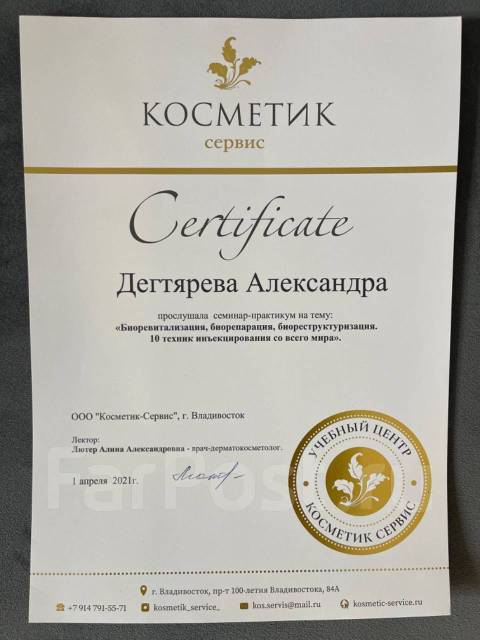 КОСМЕТИК
сервис
Certificate
Дегтярева Александра
прослушала семинар-практикум на тему:
«Биоревитализация, биорепарация, биореструктуризация.
10 техник инъекцирования со всего мира».
ООО "Косметик-Сервис", г. Владивосток
Лектор:
Лютер Алина Александровна - врач-дерматокосметолог.
1 апреля 2021г.
УЧЕБНЫЙ ЦЕНТР
КОСМЕТИК СЕРВИС
FarPost
г. Владивосток, пр-т 100-летия Владивостока, 84А
+7 914 791-55-71 kosmetik_service_ kos.servis@mail.ru kosmetic-service.ru